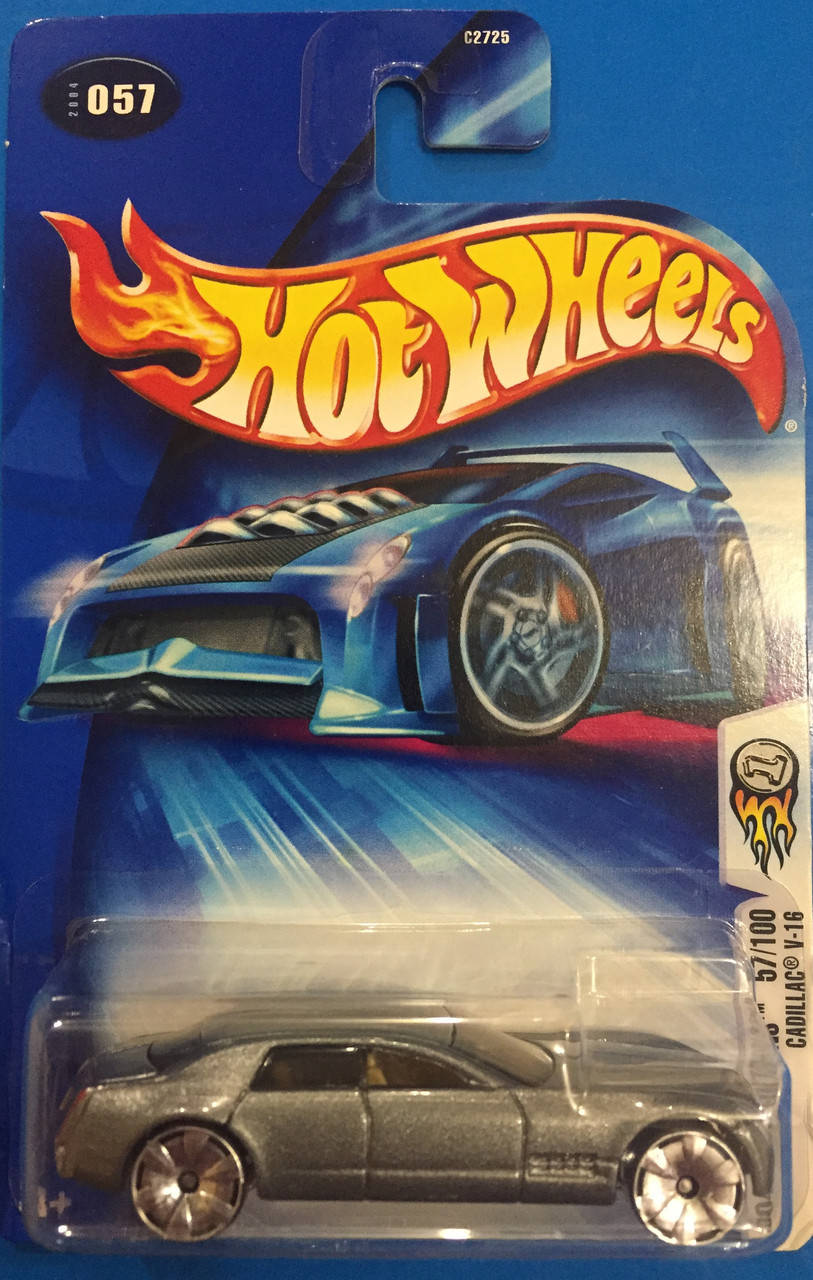 C2725
2004 057
HOT WHEELS ®
57/100
CADILLAC® V-16